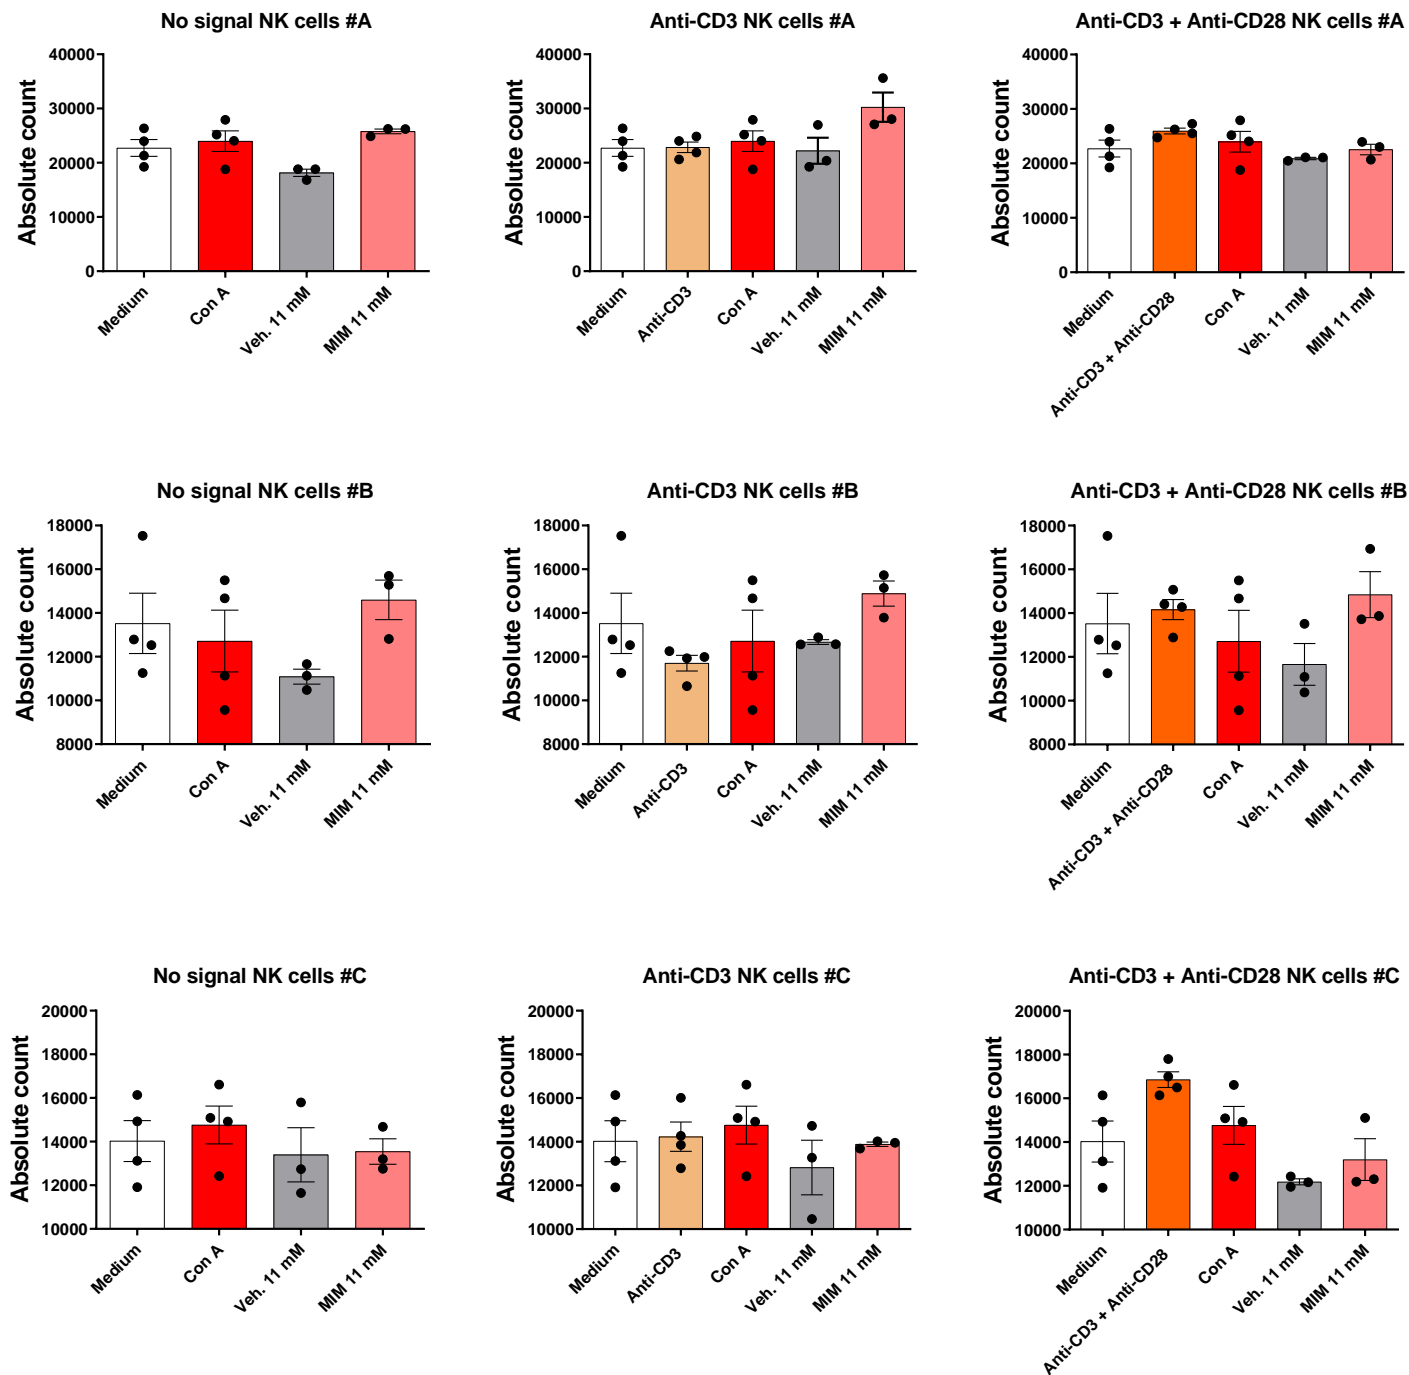 No signal NK cells #A
Absolute count
40000
30000
20000
10000
0
Medium
Con A
Veh. 11 mM
MIM 11 mM
Anti-CD3 NK cells #A
Absolute count
40000
30000
20000
10000
0
Medium
Anti-CD3
Con A
Veh. 11 mM
MIM 11 mM
Anti-CD3 + Anti-CD28 NK cells #A
Absolute count
40000
30000
20000
10000
0
Medium
Anti-CD3 + Anti-CD28
Con A
Veh. 11 mM
MIM 11 mM
No signal NK cells #B
Absolute count
18000
16000
14000
12000
10000
8000
Medium
Con A
Veh. 11 mM
MIM 11 mM
Anti-CD3 NK cells #B
Absolute count
18000
16000
14000
12000
10000
8000
Medium
Anti-CD3
Con A
Veh. 11 mM
MIM 11 mM
Anti-CD3 + Anti-CD28 NK cells #B
Absolute count
18000
16000
14000
12000
10000
8000
Medium
Anti-CD3 + Anti-CD28
Con A
Veh. 11 mM
MIM 11 mM
No signal NK cells #C
Absolute count
20000
18000
16000
14000
12000
10000
Medium
Con A
Veh. 11 mM
MIM 11 mM
Anti-CD3 NK cells #C
Absolute count
20000
18000
16000
14000
12000
10000
Medium
Anti-CD3
Con A
Veh. 11 mM
MIM 11 mM
Anti-CD3 + Anti-CD28 NK cells #C
Absolute count
20000
18000
16000
14000
12000
10000
Medium
Anti-CD3 + Anti-CD28
Con A
Veh. 11 mM
MIM 11 mM